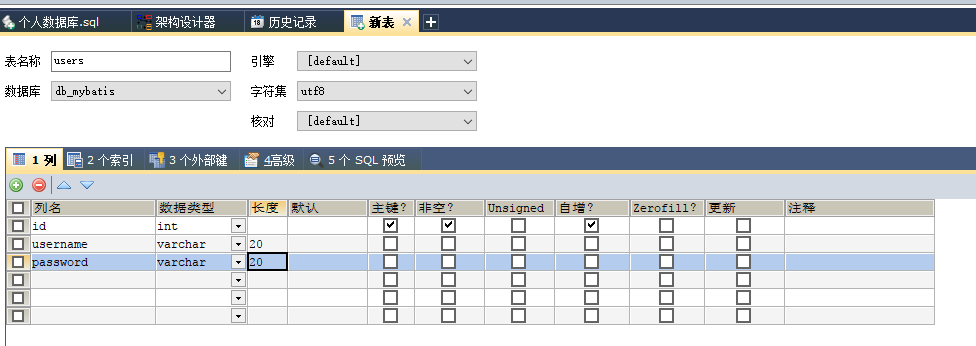 个人数据库.sql 架构设计器 历史记录 新表
表名称 users 引擎 [default]
数据库 db_mybatis 字符集 utf8
核对 [default]
1 列 2 个索引 3 个外部键 4高级 5 个 SQL 预览
列名 数据类型 长度 默认 主键? 非空? Unsigned 自增? Zerofill? 更新 注释
id int
username varchar 20
password varchar 20